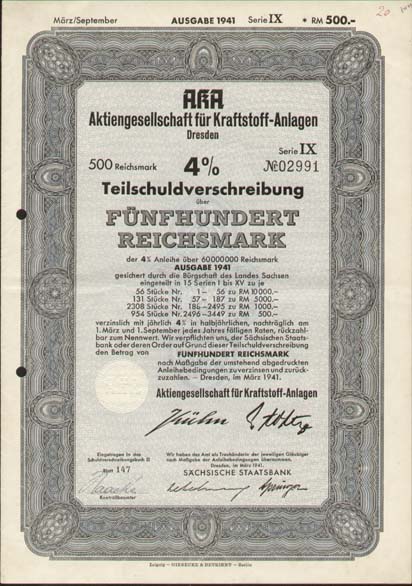 März/September AUSGABE 1941 Serie IX * RM 500.-
20
AKA
Aktiengesellschaft für Kraftstoff-Anlagen
Dresden
Serie IX
500 Reichsmark 4% № 02991
Teilschuldverschreibung
über
FÜNFHUNDERT
REICHSMARK
der 4% Anleihe über 60000000 Reichsmark
AUSGABE 1941
gesichert durch die Bürgschaft des Landes Sachsen
eingeteilt in 15 Serien I bis XV zu je
56 Stücke Nr. 1- 56 zu RM 10000.-
131 Stücke Nr. 57- 187 zu RM 5000.-
2308 Stücke Nr. 188-2495 zu RM 1000.-
954 Stücke Nr. 2496-3449 zu RM 500.-
verzinslich mit jährlich 4% in halbjährlichen, nachträglich am
1. März und 1. September jedes Jahres fälligen Raten, rückzahl-
bar zum Nennwert. Wir verpflichten uns, der Sächsischen Staats-
bank oder deren Order auf Grund dieser Teilschuldverschreibung
den Betrag von FÜNFHUNDERT REICHSMARK
nach Maßgabe der umstehend abgedruckten
Anleihebedingungen zu verzinsen und zurück-
zuzahlen. — Dresden, im März 1941.
Aktiengesellschaft für Kraftstoff-Anlagen
Eingetragen in das
Schuldverschreibungsbuch II
Blatt 147
Kontrollbeamter
Wir haben das Amt als Treuhänderin der jeweiligen Gläubiger
nach Maßgabe der Anleihebedingungen übernommen.
Dresden, im März 1941.
SÄCHSISCHE STAATSBANK
Leipzig — GIESECKE & DEVRIENT — Berlin